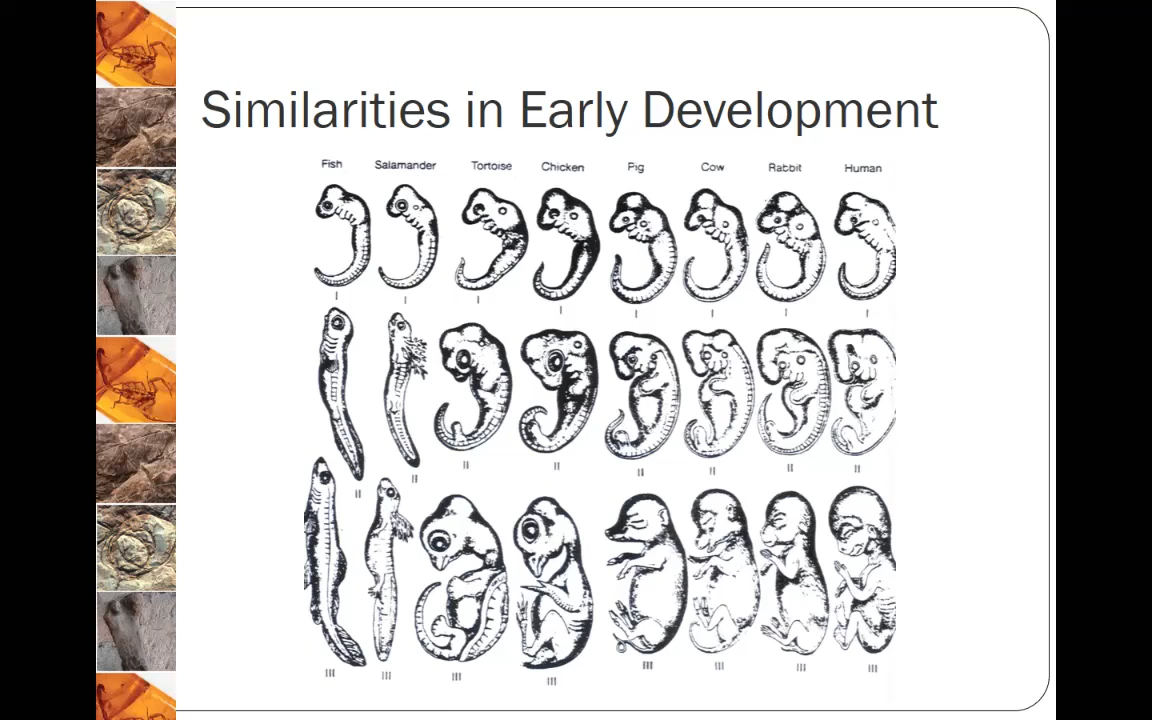 Similarities in Early Development
Fish Salamander Tortoise Chicken Pig Cow Rabbit Human
I I I I I I I I
II II II II II II II II
III III III III III III III III